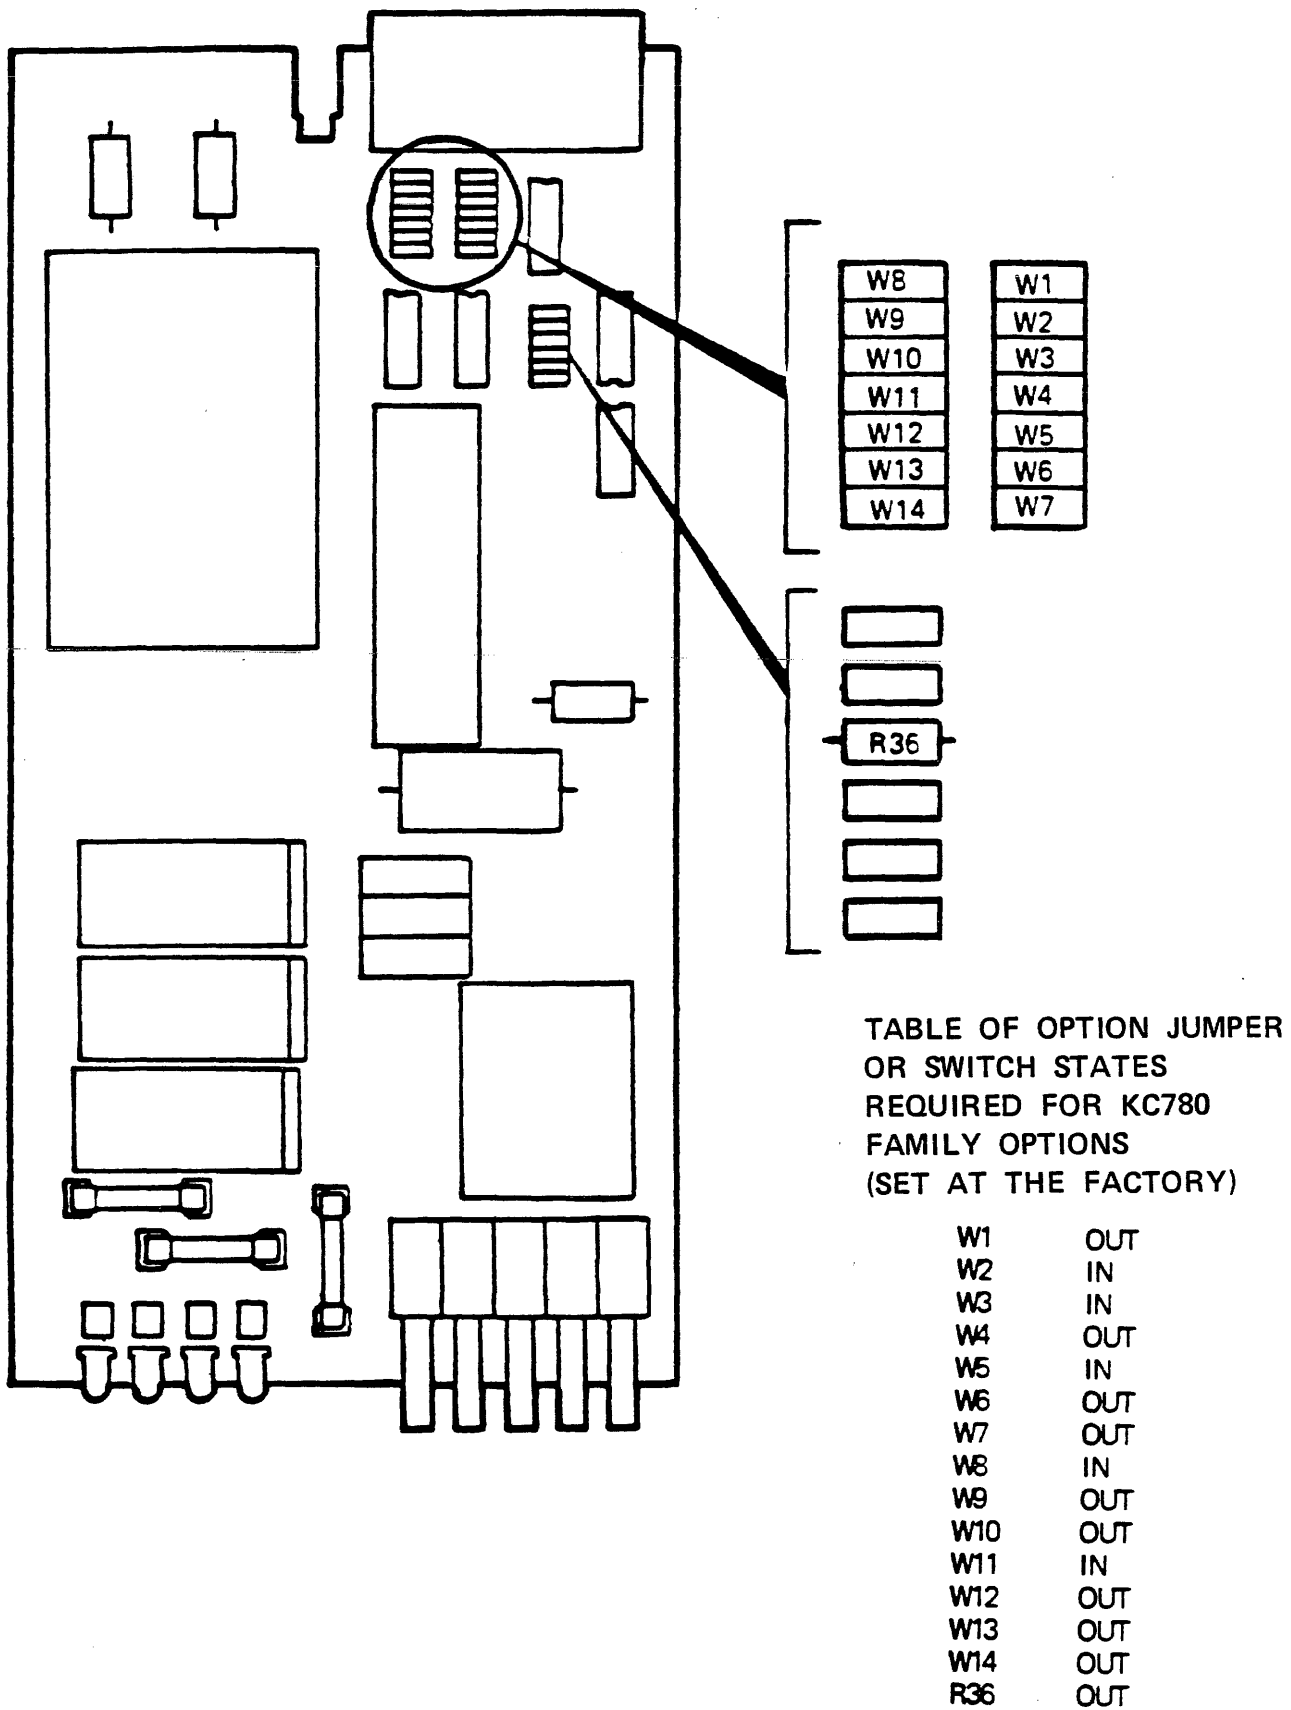 W8 W1
W9 W2
W10 W3
W11 W4
W12 W5
W13 W6
W14 W7
R36
TABLE OF OPTION JUMPER
OR SWITCH STATES
REQUIRED FOR KC780
FAMILY OPTIONS
(SET AT THE FACTORY)
W1 OUT
W2 IN
W3 IN
W4 OUT
W5 IN
W6 OUT
W7 OUT
W8 IN
W9 OUT
W10 OUT
W11 IN
W12 OUT
W13 OUT
W14 OUT
R36 OUT